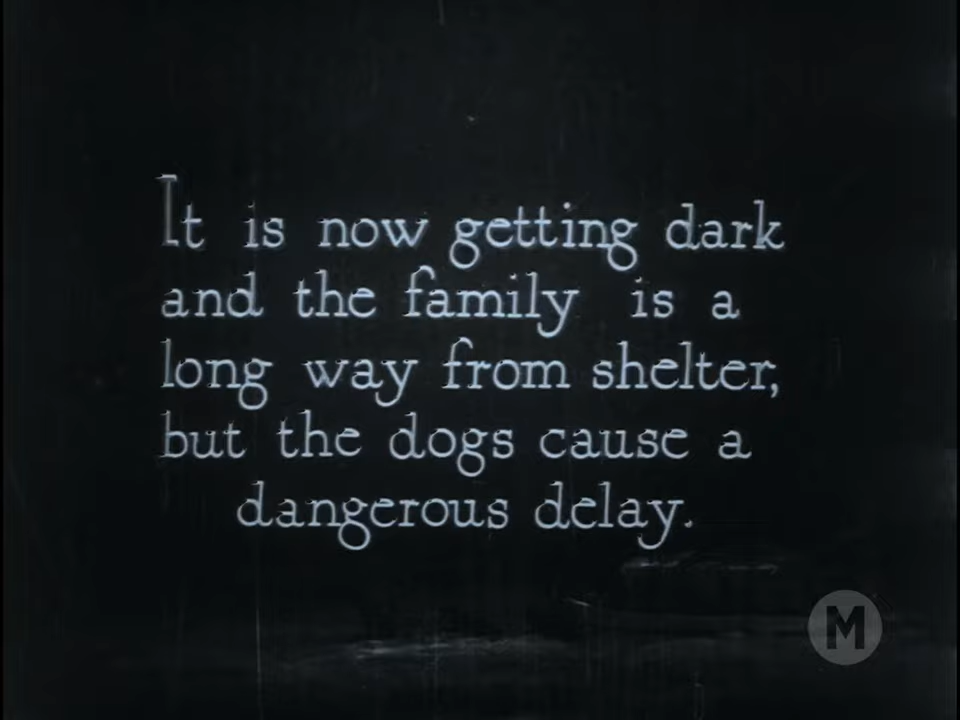 It is now getting dark
and the family is a
long way from shelter,
but the dogs cause a
dangerous delay.
M